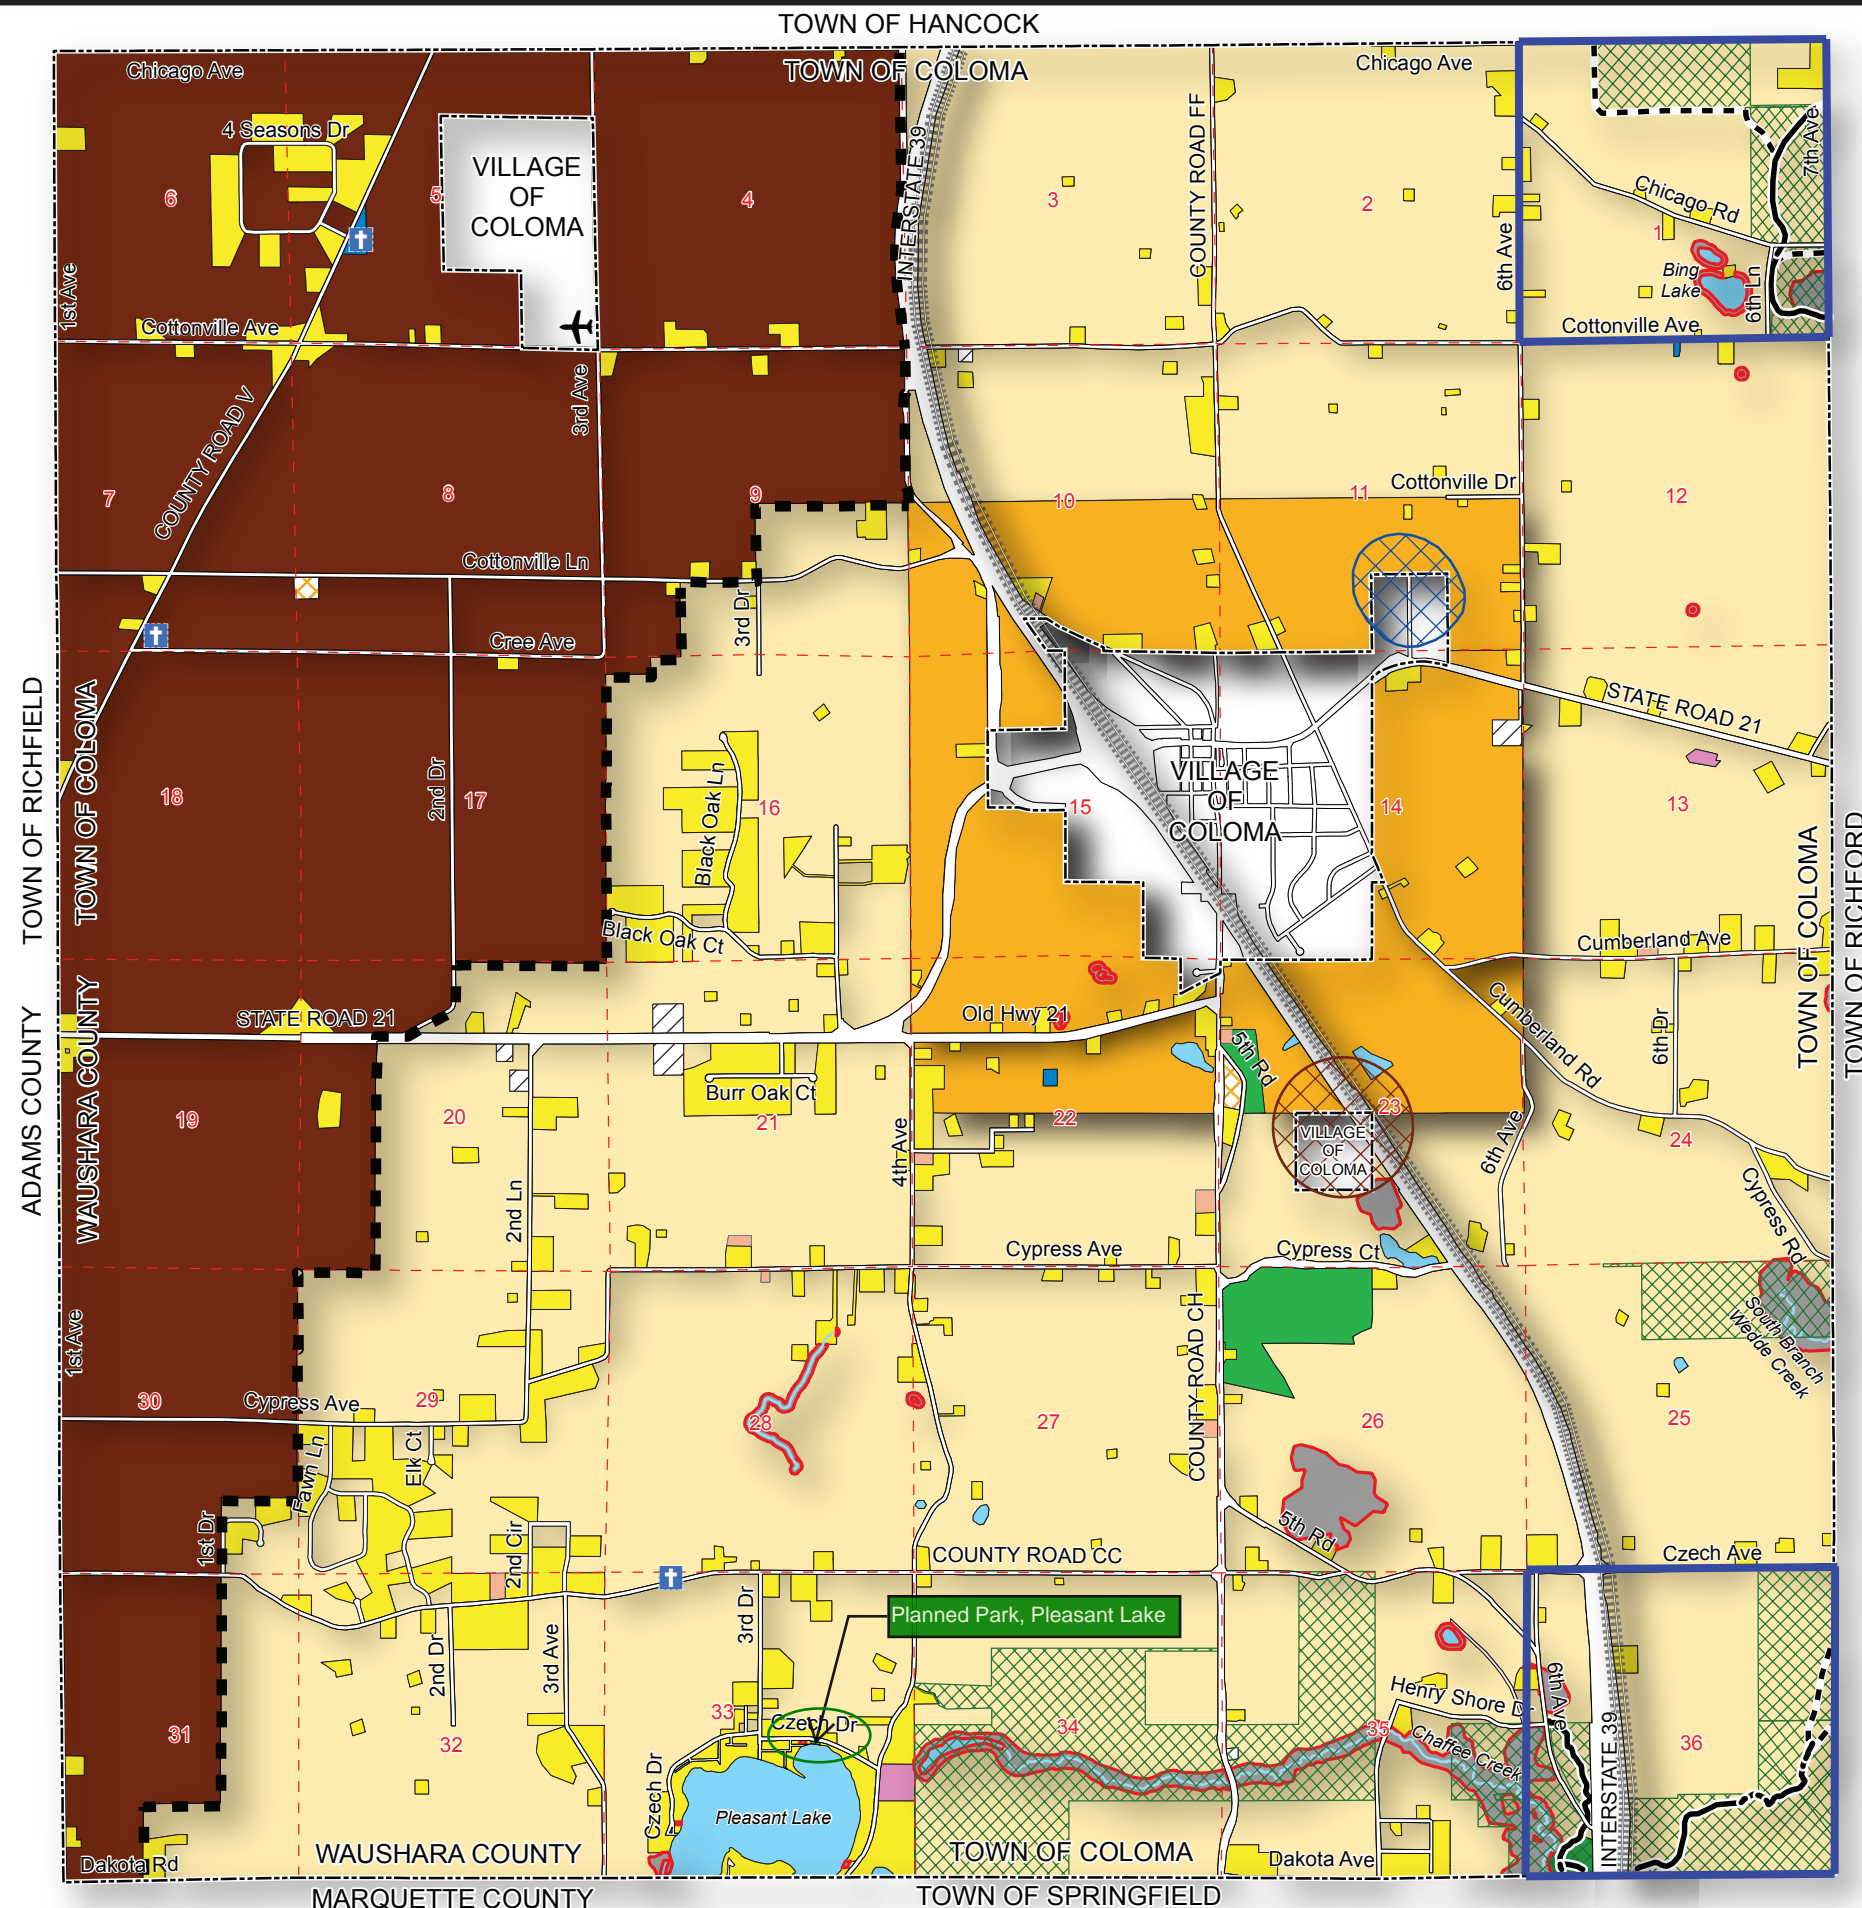 TOWN OF HANCOCK
TOWN OF COLOMA
Chicago Ave
Chicago Ave
4 Seasons Dr
VILLAGE
OF
COLOMA
6
5
4
3
2
1
INTERSTATE 39
COUNTY ROAD FF
6th Ave
7th Ave
Chicago Rd
Bing
Lake
6th Ln
Cottonville Ave
1st Ave
Cottonville Ave
3rd Ave
COUNTY ROAD V
7
8
9
10
11
12
Cottonville Dr
Cottonville Ln
3rd Dr
Cree Ave
STATE ROAD 21
TOWN OF RICHFIELD
TOWN OF COLOMA
18
2nd Dr
17
Black Oak Ln
16
15
VILLAGE
OF
COLOMA
14
13
TOWN OF COLOMA
TOWN OF RICHFORD
Black Oak Ct
Cumberland Ave
ADAMS COUNTY
WAUSHARA COUNTY
STATE ROAD 21
Old Hwy 21
5th Rd
Cumberland Rd
6th Dr
Burr Oak Ct
19
20
21
22
23
24
4th Ave
VILLAGE
OF
COLOMA
6th Ave
Cypress Rd
2nd Ln
Cypress Ave
Cypress Ct
1st Ave
COUNTY ROAD CH
South Branch
Wedde Creek
30
Cypress Ave
29
28
27
26
25
Fawn Ln
Elk Ct
1st Dr
2nd Cir
5th Rd
COUNTY ROAD CC
Czech Ave
Planned Park, Pleasant Lake
2nd Dr
3rd Ave
3rd Dr
6th Ave
Henry Shore Dr
33
Czech Dr
34
35
Chaffee Creek
36
31
32
Czech Dr
Pleasant Lake
INTERSTATE 39
WAUSHARA COUNTY
TOWN OF COLOMA
Dakota Ave
Dakota Rd
MARQUETTE COUNTY
TOWN OF SPRINGFIELD